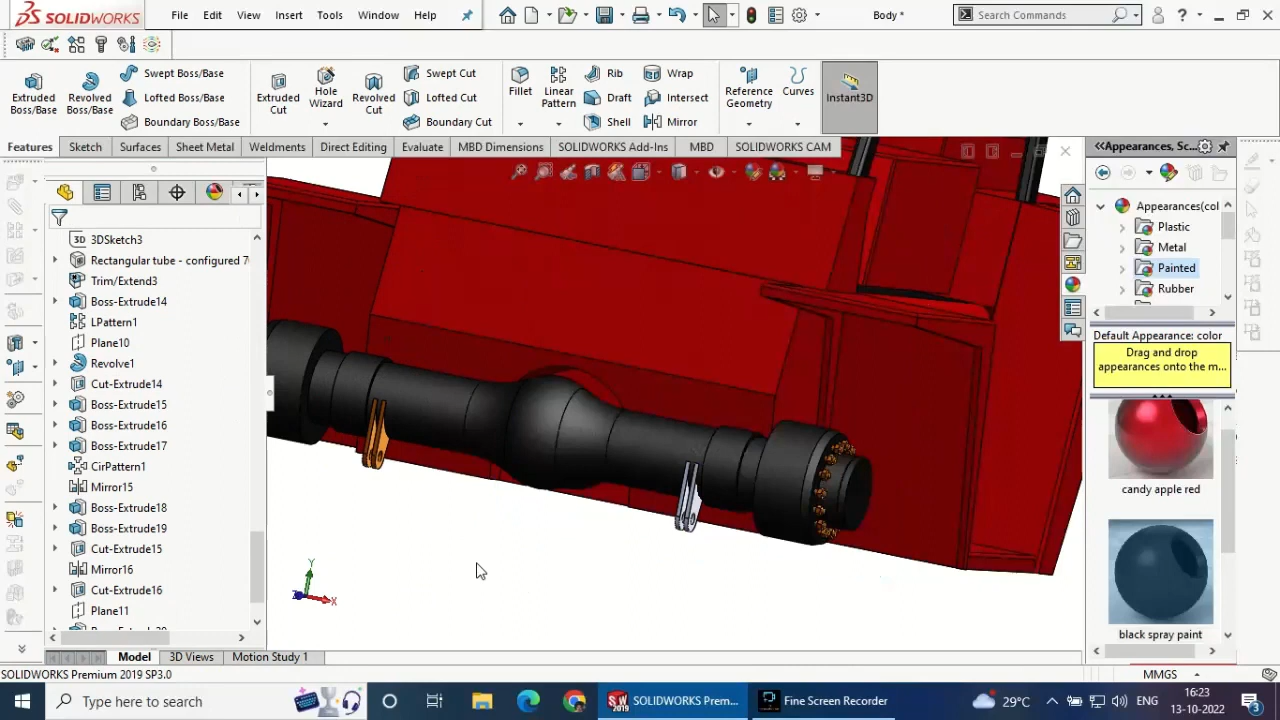 SOLIDWORKS
File Edit View Insert Tools Window Help
Body *
Search Commands
Extruded Boss/Base
Revolved Boss/Base
Swept Boss/Base
Lofted Boss/Base
Boundary Boss/Base
Extruded Cut
Hole Wizard
Revolved Cut
Swept Cut
Lofted Cut
Boundary Cut
Fillet
Linear Pattern
Rib
Draft
Shell
Wrap
Intersect
Mirror
Reference Geometry
Curves
Instant3D
Features Sketch Surfaces Sheet Metal Weldments Direct Editing Evaluate MBD Dimensions SOLIDWORKS Add-Ins MBD SOLIDWORKS CAM
3D 3DSketch3
Rectangular tube - configured 7
Trim/Extend3
Boss-Extrude14
LPattern1
Plane10
Revolve1
Cut-Extrude14
Boss-Extrude15
Boss-Extrude16
Boss-Extrude17
CirPattern1
Mirror15
Boss-Extrude18
Boss-Extrude19
Cut-Extrude15
Mirror16
Cut-Extrude16
Plane11
Y
Z
X
<<Appearances, Sc...
Appearances(col
Plastic
Metal
Painted
Rubber
Default Appearance: color
Drag and drop
appearances onto the m...
candy apple red
black spray paint
Model 3D Views Motion Study 1
SOLIDWORKS Premium 2019 SP3.0
MMGS
Type here to search
SW
2019
SOLIDWORKS Prem...
Fine Screen Recorder
29°C
ENG
16:23
13-10-2022
3